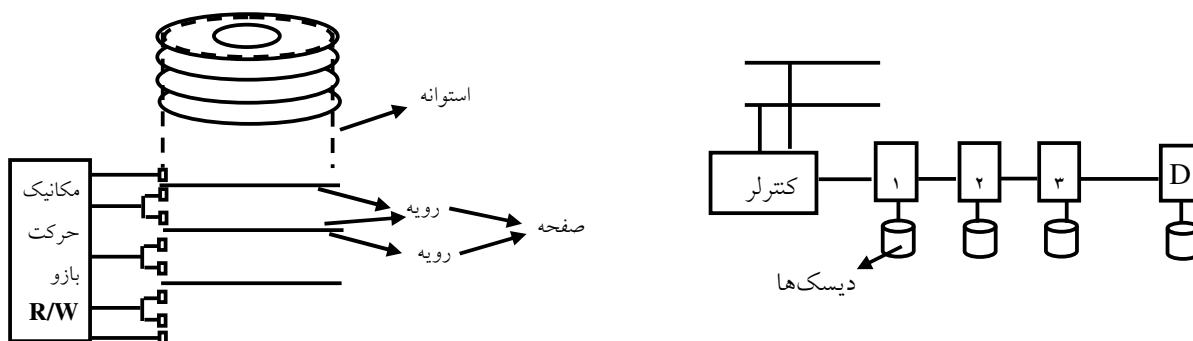 استوانه
مکانیک
حرکت
بازو
R/W
رویه
رویه
صفحه
کنترلر
۱
۲
۳
D
دیسک‌ها